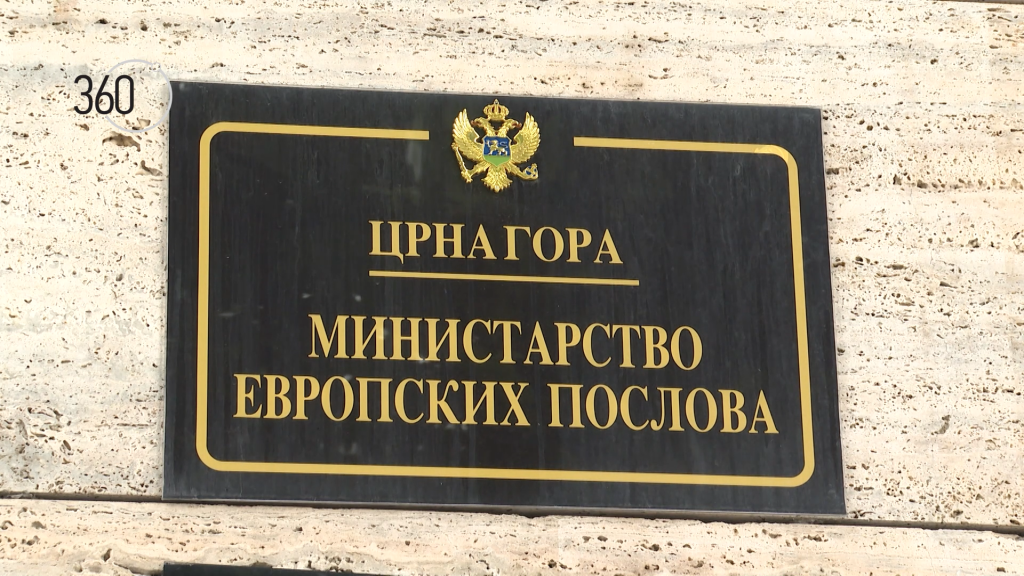 360
ЦРНА ГОРА
МИНИСТАРСТВО
ЕВРОПСКИХ ПОСЛОВА